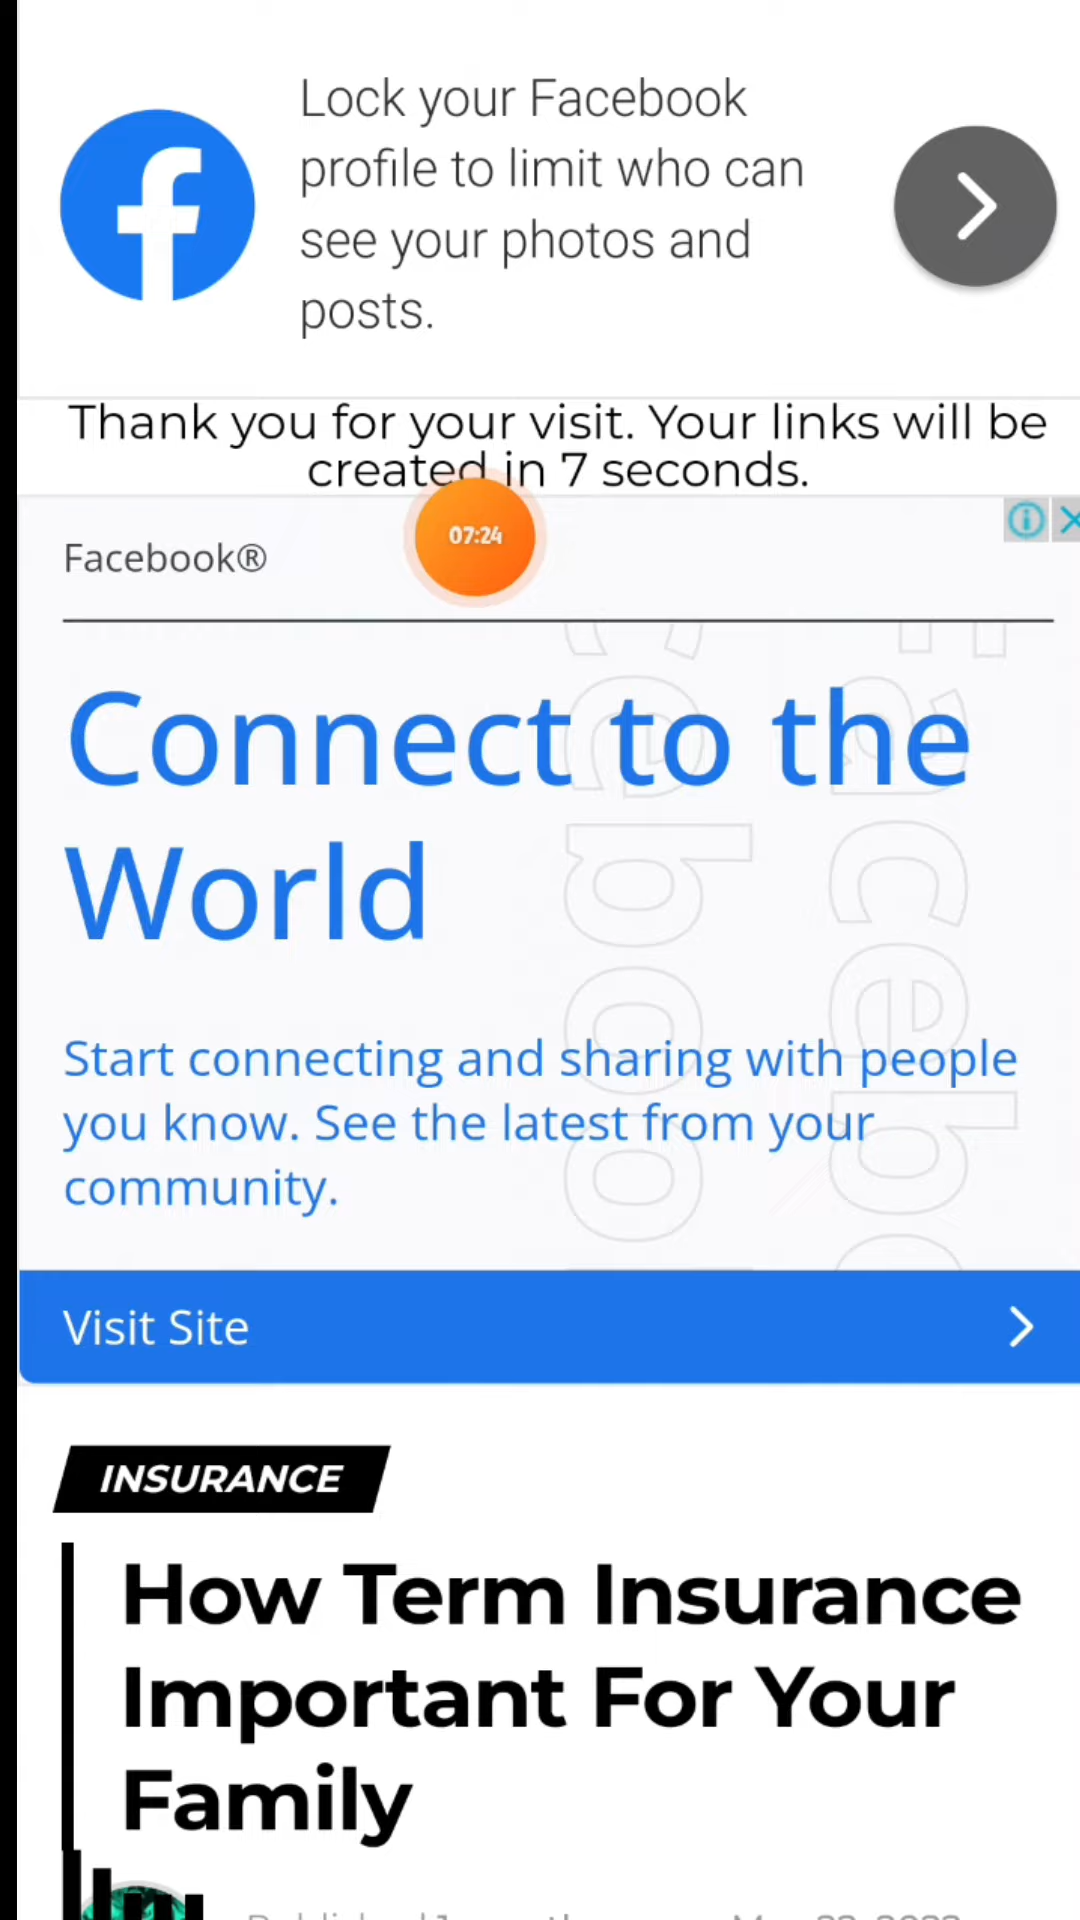 Lock your Facebook
profile to limit who can
see your photos and
posts.
Thank you for your visit. Your links will be
created in 7 seconds.
07:24
Facebook®
Connect to the
World
Start connecting and sharing with people
you know. See the latest from your
community.
Visit Site
INSURANCE
How Term Insurance
Important For Your
Family